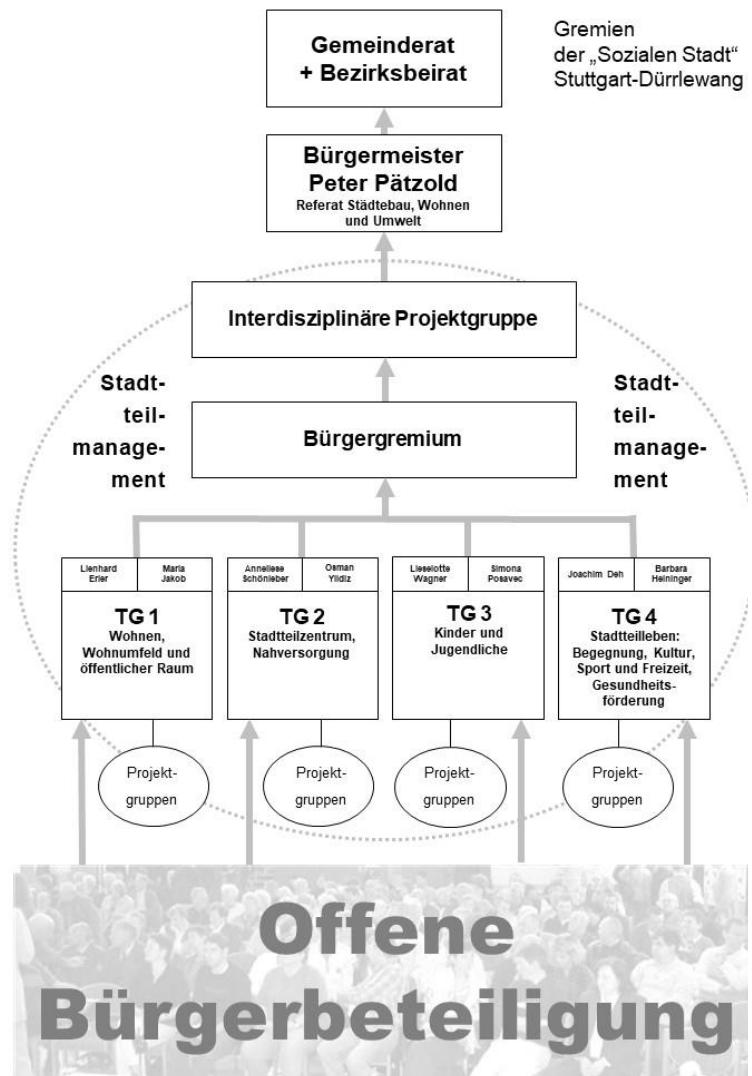 Gremien
der „Sozialen Stadt“
Stuttgart-Dürrlewang
Gemeinderat
+ Bezirksbeirat
Bürgermeister
Peter Pätzold
Referat Städtebau, Wohnen
und Umwelt
Interdisziplinäre Projektgruppe
Stadt-
teil-
manage-
ment
Stadt-
teil-
manage-
ment
Bürgergremium
Lienhard
Erler
Maria
Jakob
TG 1
Wohnen,
Wohnumfeld und
öffentlicher Raum
Anneliese
Schönleber
Osman
Yildiz
TG 2
Stadtteilzentrum,
Nahversorgung
Lieselotte
Wagner
Simona
Posavec
TG 3
Kinder und
Jugendliche
Joachim Deh
Barbara
Heininger
TG 4
Stadtteilleben:
Begegnung, Kultur,
Sport und Freizeit,
Gesundheits-
förderung
Projekt-
gruppen
Projekt-
gruppen
Projekt-
gruppen
Projekt-
gruppen
Offene
Bürgerbeteiligung